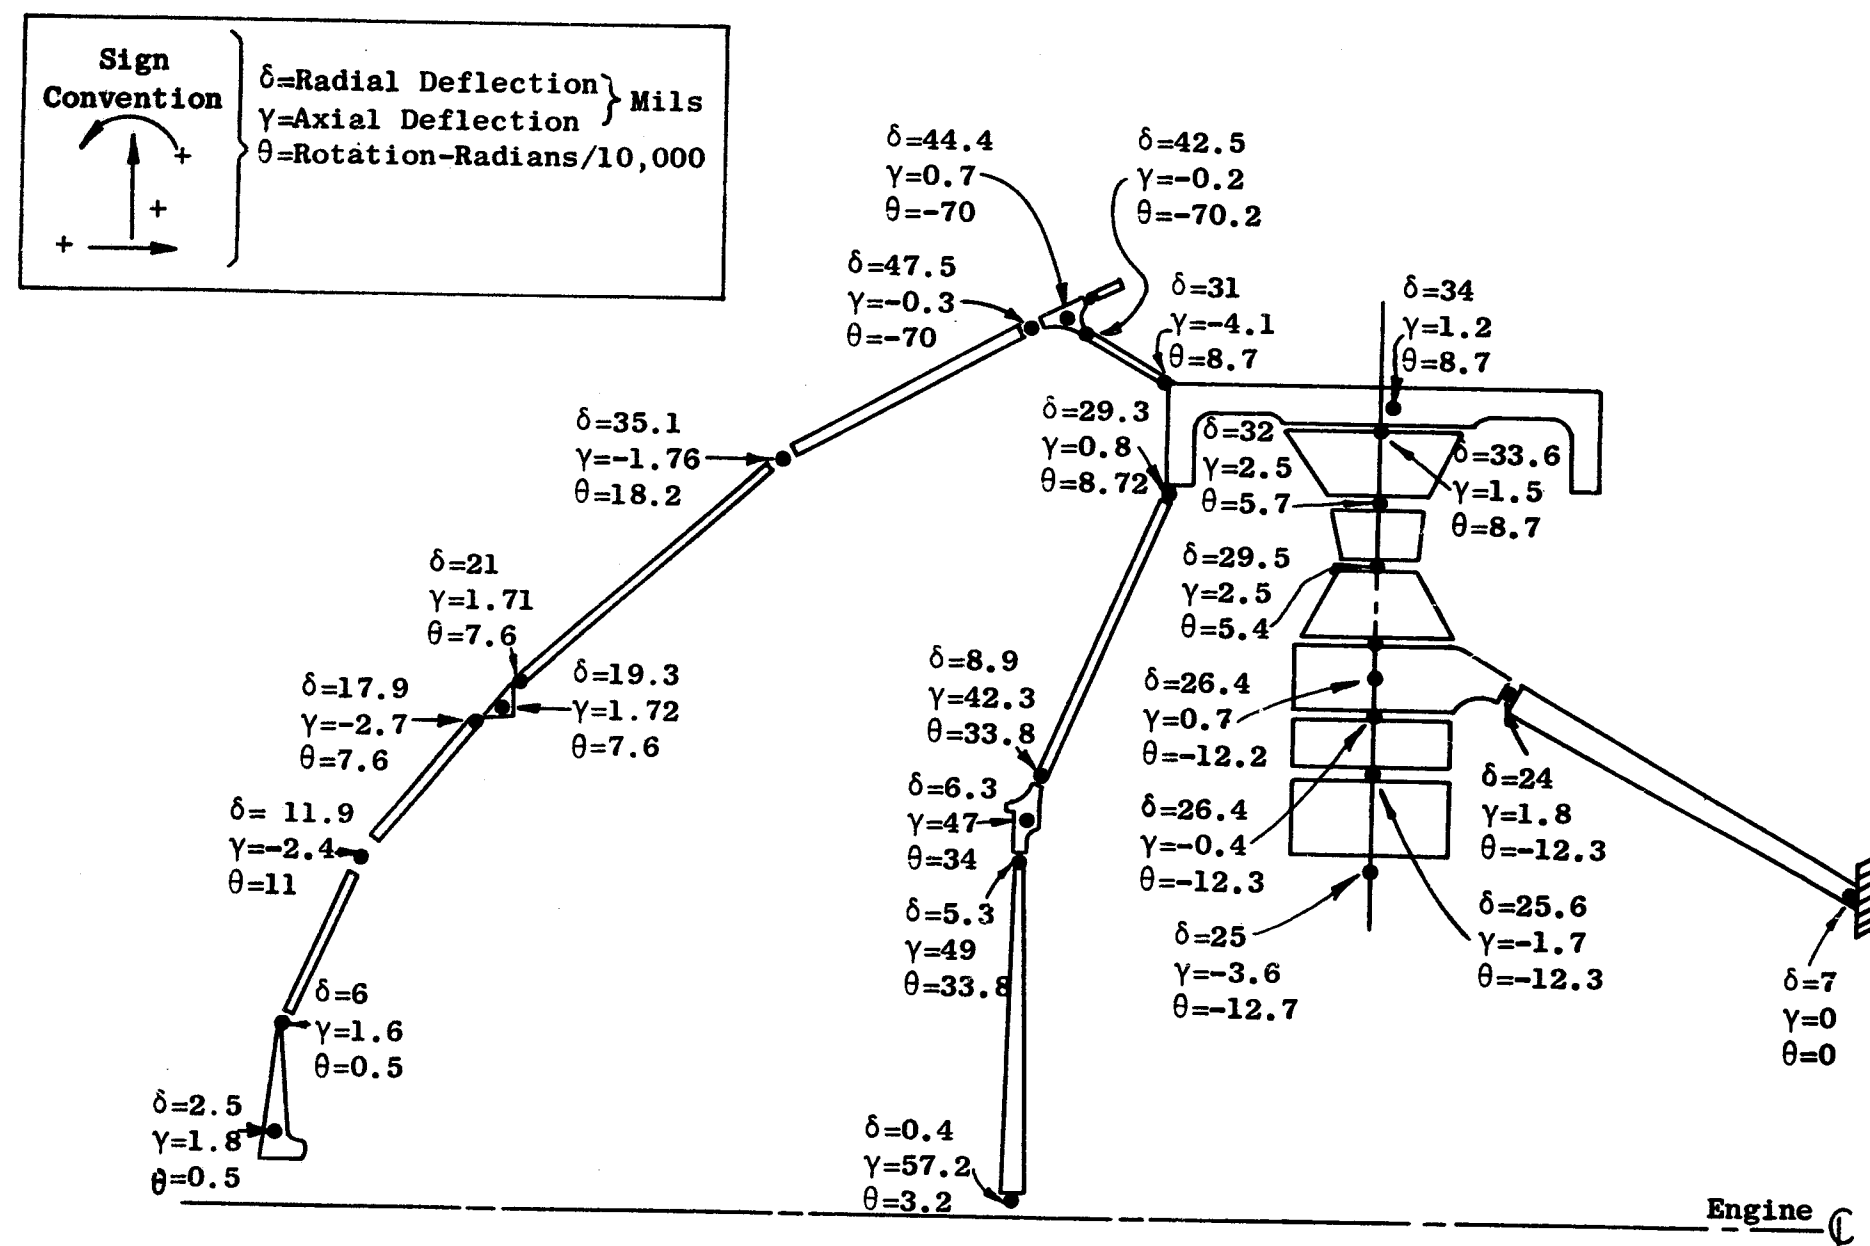 Sign
Convention
+
+
+
δ=Radial Deflection
γ=Axial Deflection
} Mils
θ=Rotation-Radians/10,000
δ=44.4
γ=0.7
θ=-70
δ=42.5
γ=-0.2
θ=-70.2
δ=47.5
γ=-0.3
θ=-70
δ=31
γ=-4.1
θ=8.7
δ=34
γ=1.2
θ=8.7
δ=35.1
γ=-1.76
θ=18.2
δ=29.3
γ=0.8
θ=8.72
δ=32
γ=2.5
θ=5.7
δ=33.6
γ=1.5
θ=8.7
δ=21
γ=1.71
θ=7.6
δ=29.5
γ=2.5
θ=5.4
δ=17.9
γ=-2.7
θ=7.6
δ=19.3
γ=1.72
θ=7.6
δ=8.9
γ=42.3
θ=33.8
δ=26.4
γ=0.7
θ=-12.2
δ=11.9
γ=-2.4
θ=11
δ=6.3
γ=47
θ=34
δ=26.4
γ=-0.4
θ=-12.3
δ=24
γ=1.8
θ=-12.3
δ=5.3
γ=49
θ=33.8
δ=25
γ=-3.6
θ=-12.7
δ=25.6
γ=-1.7
θ=-12.3
δ=6
γ=1.6
θ=0.5
δ=7
γ=0
θ=0
δ=2.5
γ=1.8
θ=0.5
δ=0.4
γ=57.2
θ=3.2
Engine ℄